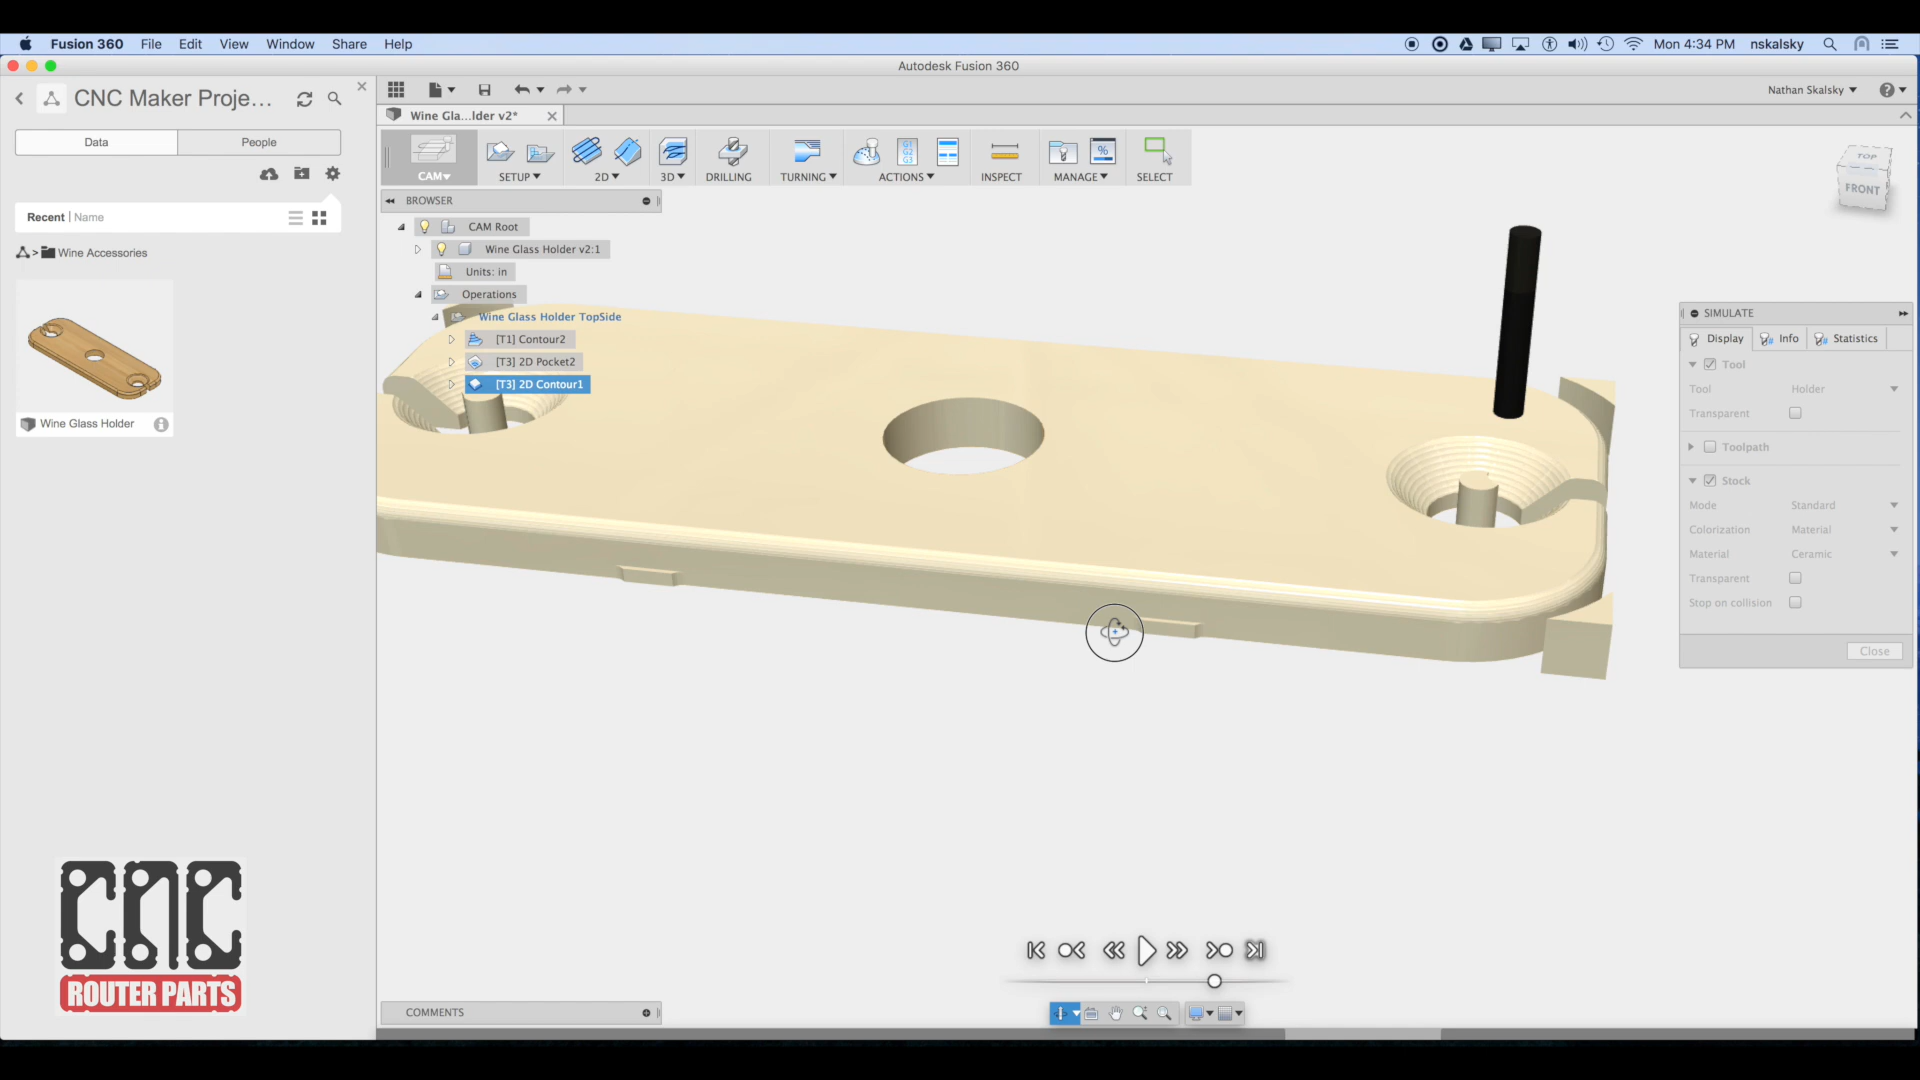 Fusion 360 File Edit View Window Share Help Mon 4:34 PM nskalsky
Autodesk Fusion 360
CNC Maker Proje...
Nathan Skalsky
Wine Gla...lder v2*
Data People
CAM SETUP 2D 3D DRILLING TURNING ACTIONS INSPECT MANAGE SELECT
G1
G2
G3
%
TOP
FRONT
BROWSER
Recent | Name
CAM Root
Wine Glass Holder v2:1
> Wine Accessories
Units: in
Operations
Wine Glass Holder TopSide
[T1] Contour2
[T3] 2D Pocket2
[T3] 2D Contour1
Wine Glass Holder
SIMULATE
Display Info Statistics
Tool
Tool Holder
Transparent
Toolpath
Stock
Mode Standard
Colorization Material
Material Ceramic
Transparent
Stop on collision
Close
CNC
ROUTER PARTS
COMMENTS